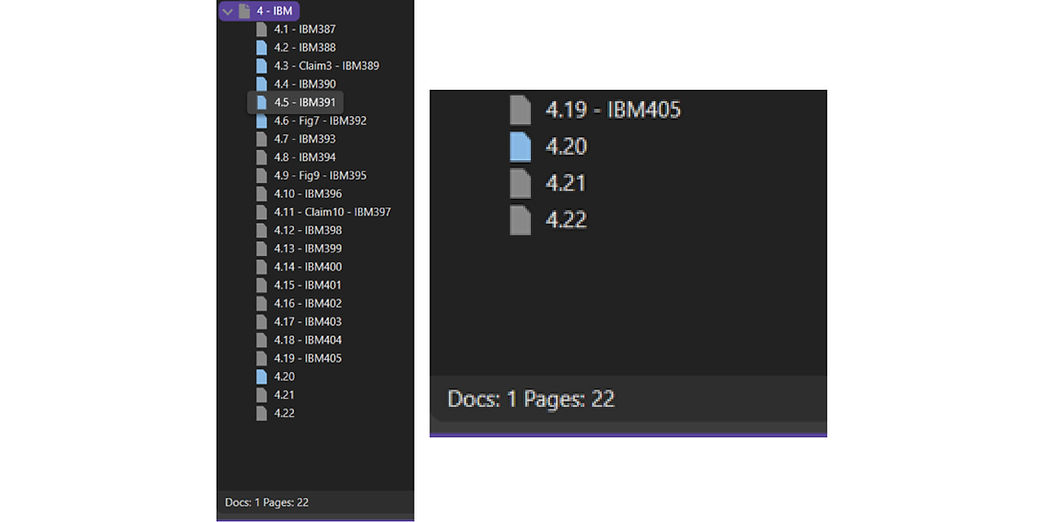 4 - IBM
4.1 - IBM387
4.2 - IBM388
4.3 - Claim3 - IBM389
4.4 - IBM390
4.5 - IBM391
4.6 - Fig7 - IBM392
4.7 - IBM393
4.8 - IBM394
4.9 - Fig9 - IBM395
4.10 - IBM396
4.11 - Claim10 - IBM397
4.12 - IBM398
4.13 - IBM399
4.14 - IBM400
4.15 - IBM401
4.16 - IBM402
4.17 - IBM403
4.18 - IBM404
4.19 - IBM405
4.20
4.21
4.22
Docs: 1 Pages: 22
4.19 - IBM405
4.20
4.21
4.22
Docs: 1 Pages: 22